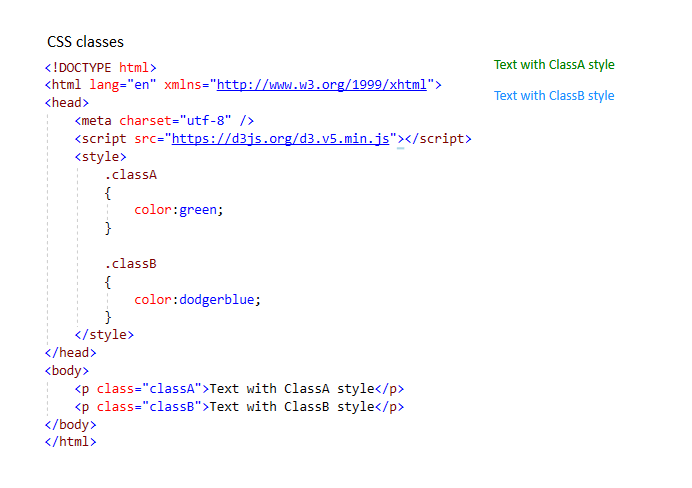 CSS classes
<!DOCTYPE html>
<html lang="en" xmlns="http://www.w3.org/1999/xhtml">
<head>
    <meta charset="utf-8" />
    <script src="https://d3js.org/d3.v5.min.js"></script>
    <style>
        .classA
        {
            color:green;
        }

        .classB
        {
            color:dodgerblue;
        }
    </style>
</head>
<body>
    <p class="classA">Text with ClassA style</p>
    <p class="classB">Text with ClassB style</p>
</body>
</html>
Text with ClassA style
Text with ClassB style